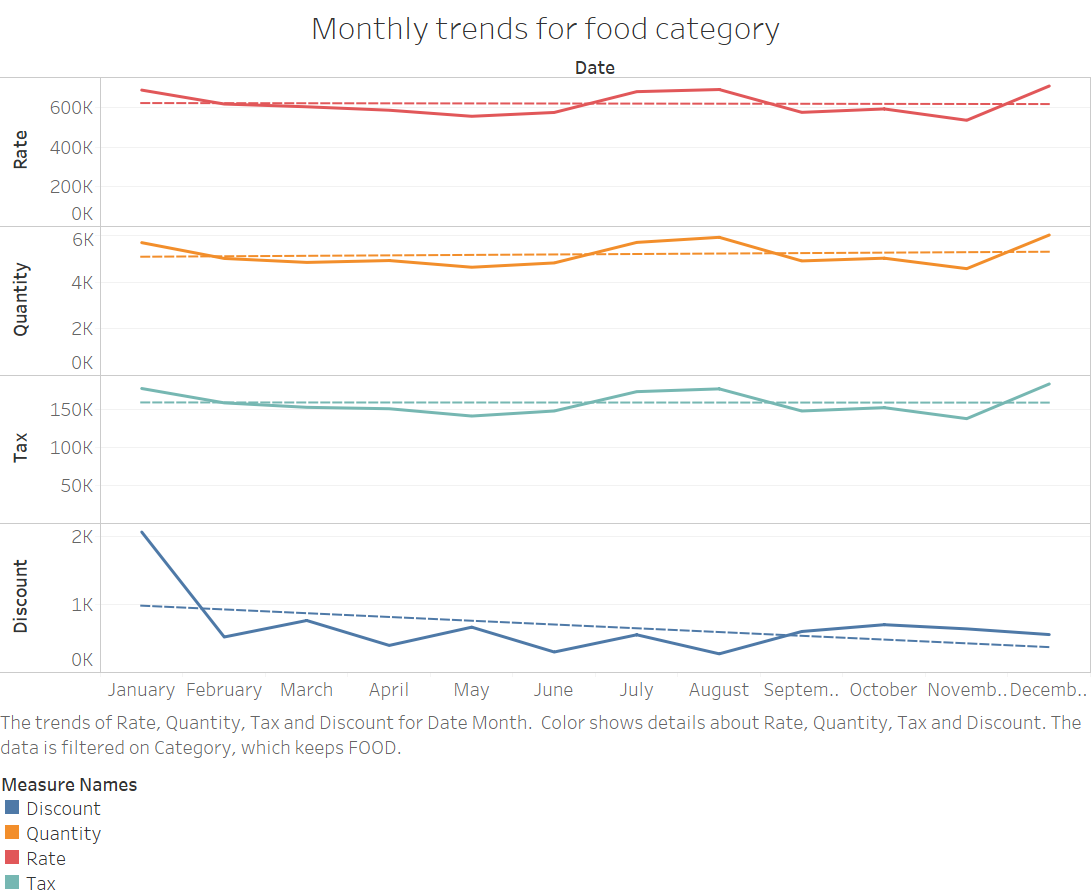 Monthly trends for food category
Date
Rate
600K
400K
200K
0K
Quantity
6K
4K
2K
0K
Tax
150K
100K
50K
Discount
2K
1K
0K
January February March April May June July August Septem.. October Novemb.. Decemb..
The trends of Rate, Quantity, Tax and Discount for Date Month.  Color shows details about Rate, Quantity, Tax and Discount. The
data is filtered on Category, which keeps FOOD.
Measure Names
Discount
Quantity
Rate
Tax